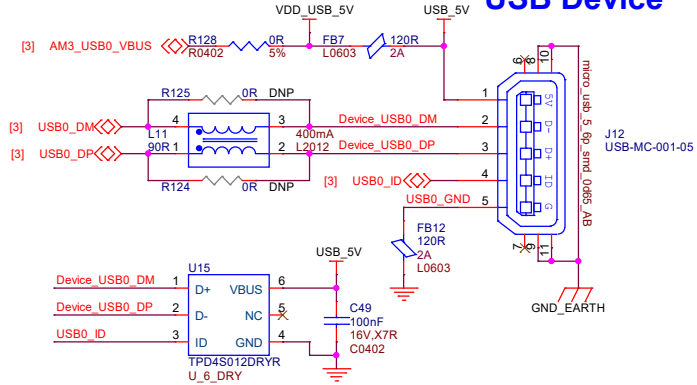 USB Device
VDD_USB_5V
USB_5V
[3] AM3_USB0_VBUS
R128
R0402
0R
5%
FB7
L0603
120R
2A
R125
0R
DNP
[3] USB0_DM
4
3
Device_USB0_DM
L11
400mA
[3] USB0_DP
90R
1
2
L2012
Device_USB0_DP
R124
0R
DNP
[3] USB0_ID
USB0_GND
1
2
3
4
5
6
8
10
5V
D-
D+
ID
G
7
9
11
micro_usb_5_6p_smd_0d65_AB
J12
USB-MC-001-05
FB12
120R
2A
L0603
GND_EARTH
U15
USB_5V
Device_USB0_DM
1
D+
VBUS
6
Device_USB0_DP
2
D-
NC
5
USB0_ID
3
ID
GND
4
TPD4S012DRYR
U_6_DRY
C49
100nF
16V,X7R
C0402